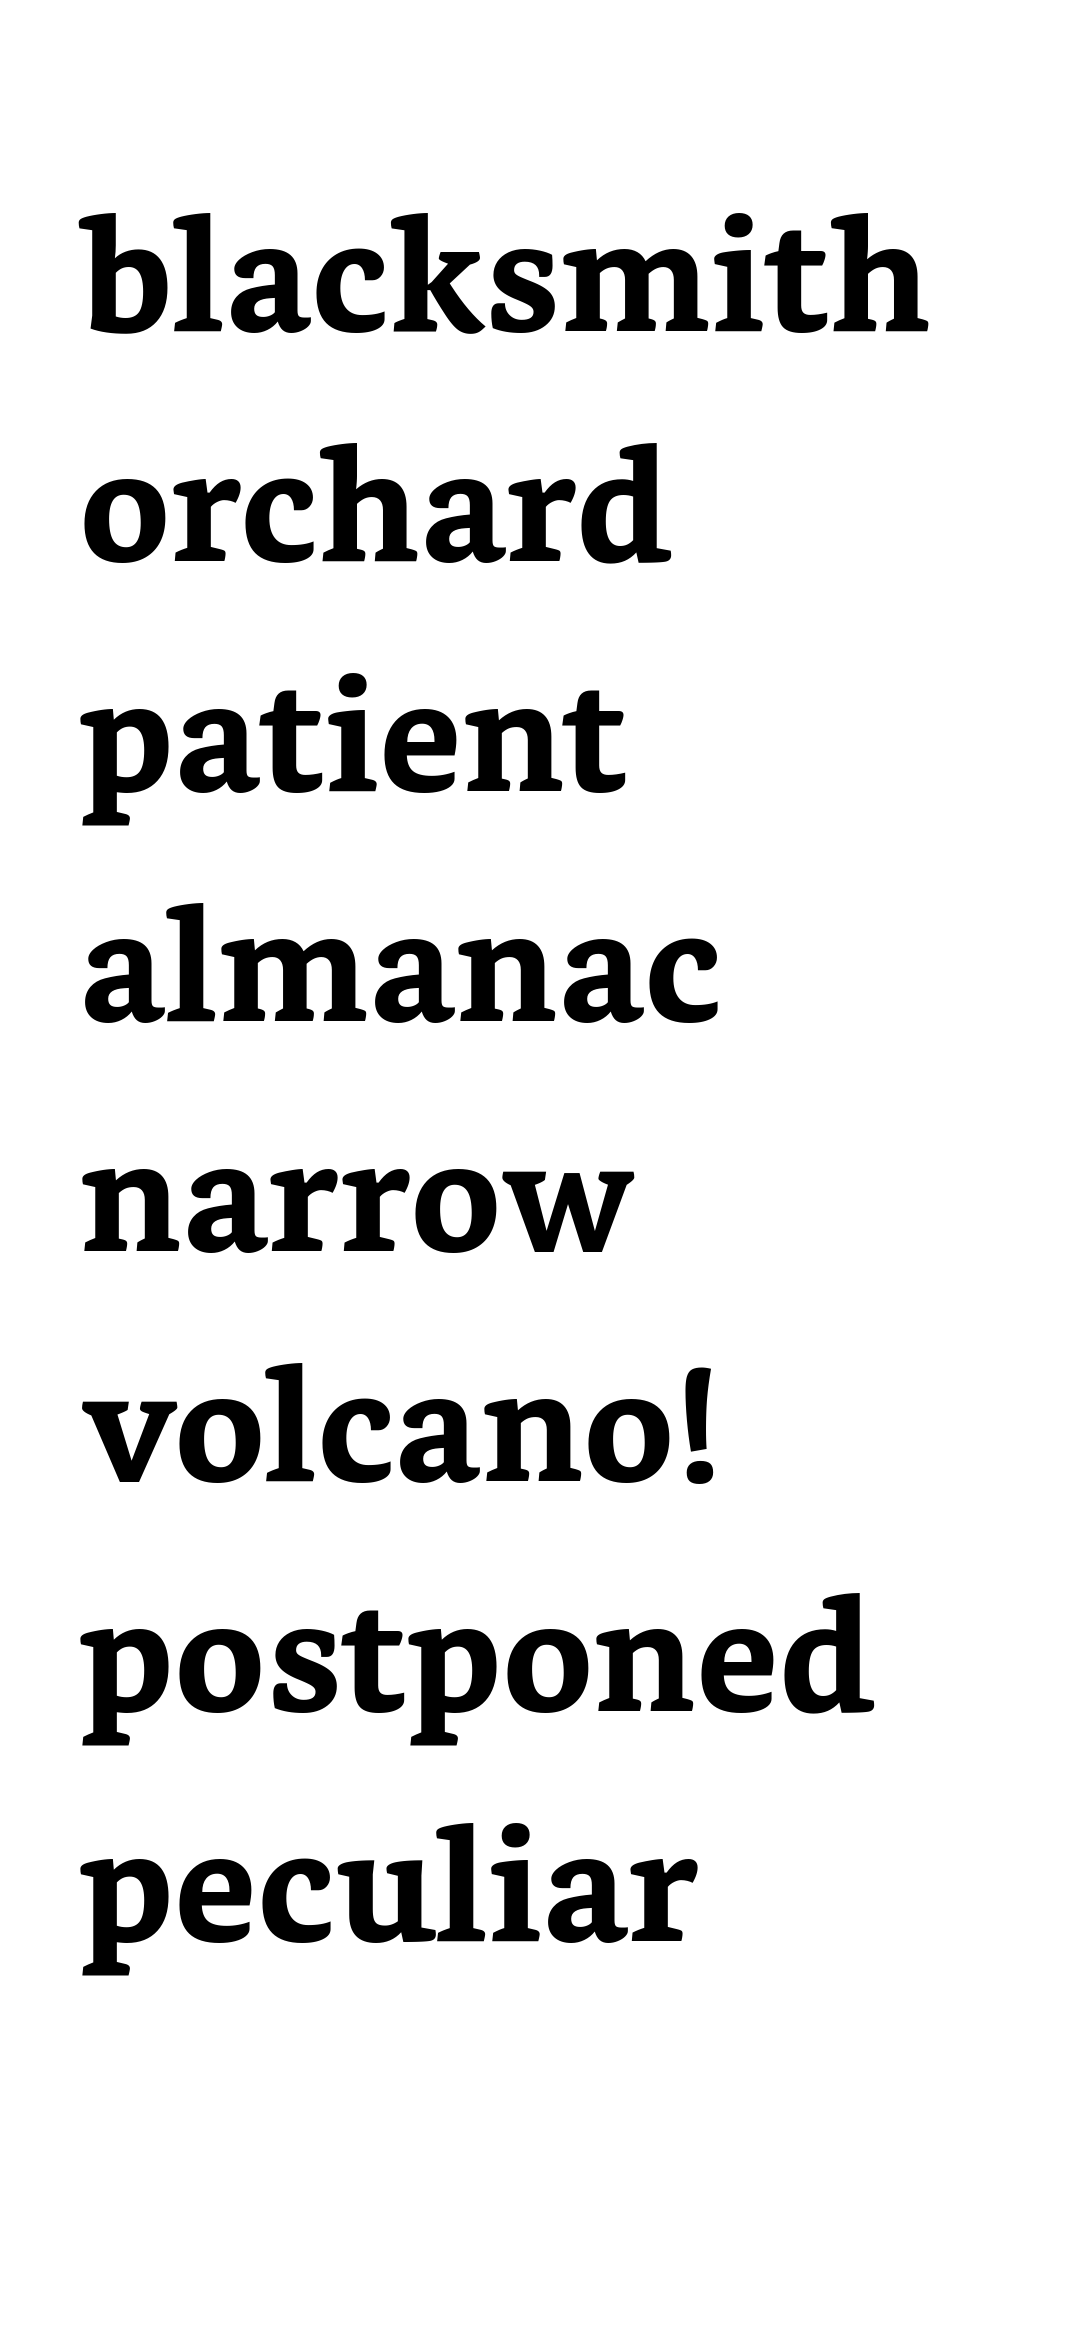 blacksmith
orchard
patient
almanac
narrow
volcano!
postponed
peculiar